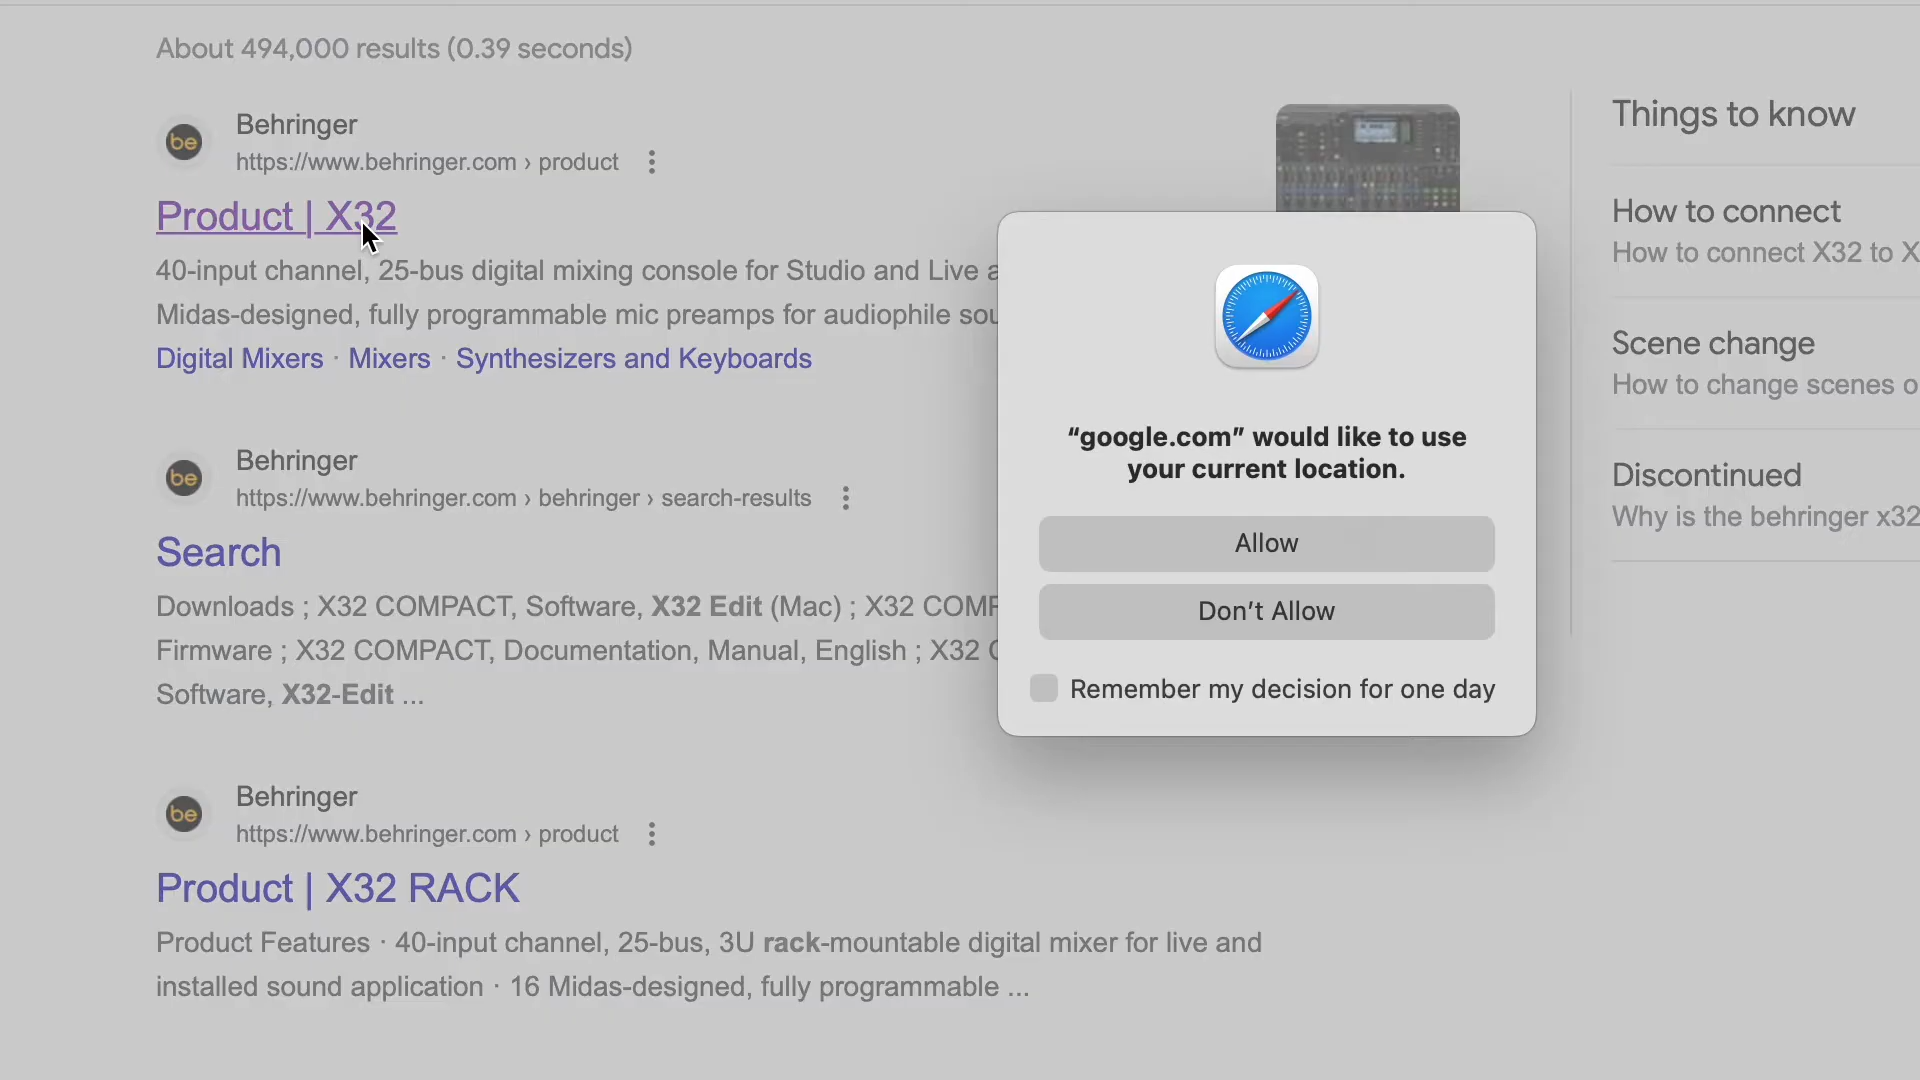 About 494,000 results (0.39 seconds)
be
Behringer
https://www.behringer.com › product
Product | X32
40-input channel, 25-bus digital mixing console for Studio and Live
Midas-designed, fully programmable mic preamps for audiophile
Digital Mixers · Mixers · Synthesizers and Keyboards
be
Behringer
https://www.behringer.com › behringer › search-results
Search
Downloads ; X32 COMPACT, Software, X32 Edit (Mac) ; X32
Firmware ; X32 COMPACT, Documentation, Manual, English ; X32
Software, X32-Edit ...
be
Behringer
https://www.behringer.com › product
Product | X32 RACK
Product Features · 40-input channel, 25-bus, 3U rack-mountable digital mixer for live and
installed sound application · 16 Midas-designed, fully programmable ...
“google.com” would like to use
your current location.
Allow
Don’t Allow
Remember my decision for one day
Things to know
How to connect
How to connect X32 to
Scene change
How to change scenes
Discontinued
Why is the behringer x32